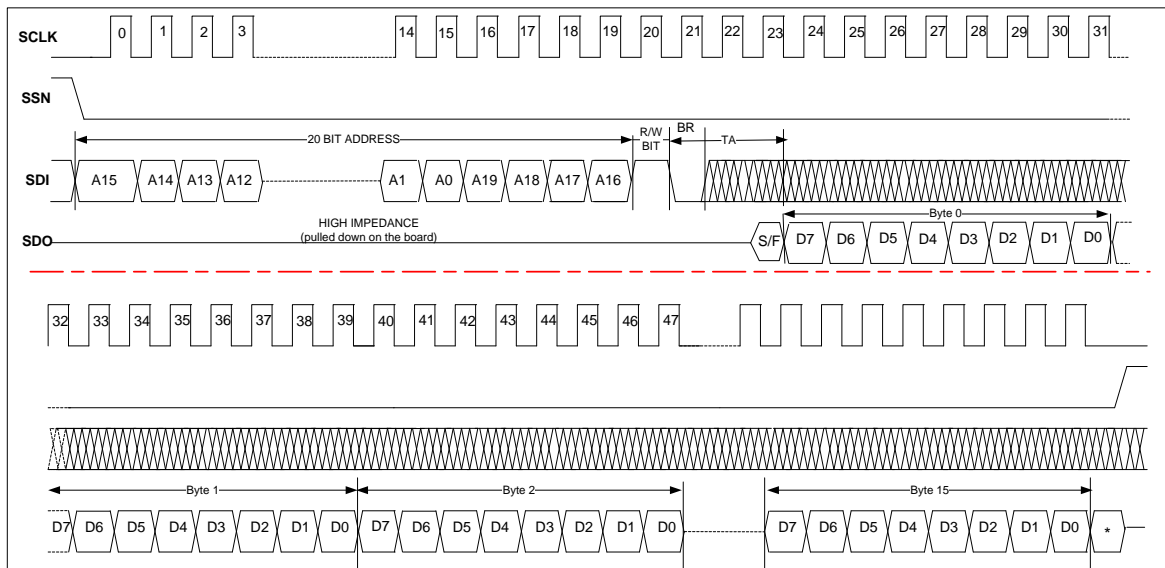 SCLK 0 1 2 3 14 15 16 17 18 19 20 21 22 23 24 25 26 27 28 29 30 31
SSN
20 BIT ADDRESS R/W BIT BR TA
SDI A15 A14 A13 A12 A1 A0 A19 A18 A17 A16
HIGH IMPEDANCE
(pulled down on the board)
Byte 0
SDO S/F D7 D6 D5 D4 D3 D2 D1 D0
32 33 34 35 36 37 38 39 40 41 42 43 44 45 46 47
Byte 1 Byte 2 Byte 15
D7 D6 D5 D4 D3 D2 D1 D0 D7 D6 D5 D4 D3 D2 D1 D0 D7 D6 D5 D4 D3 D2 D1 D0 *